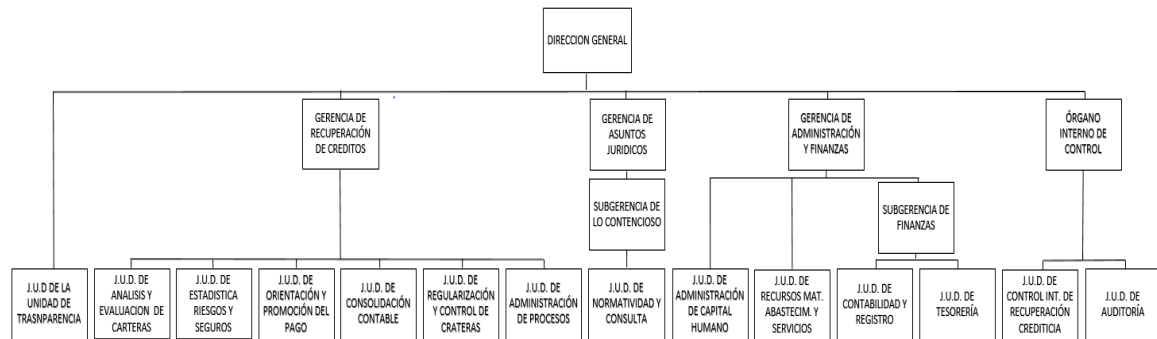 DIRECCION GENERAL
GERENCIA DE
RECUPERACIÓN
DE CREDITOS
GERENCIA DE
ASUNTOS
JURIDICOS
GERENCIA DE
ADMINISTRACIÓN
Y FINANZAS
ÓRGANO
INTERNO DE
CONTROL
SUBGERENCIA DE
LO CONTENCIOSO
SUBGERENCIA DE
FINANZAS
J.U.D DE LA
UNIDAD DE
TRASNPARENCIA
J.U.D. DE
ANALISIS Y
EVALUACION DE
CARTERAS
J.U.D. DE
ESTADISTICA
RIESGOS Y
SEGUROS
J.U.D. DE
ORIENTACIÓN Y
PROMOCIÓN DEL
PAGO
J.U.D. DE
CONSOLIDACIÓN
CONTABLE
J.U.D. DE
REGULARIZACIÓN
Y CONTROL DE
CRATERAS
J.U.D. DE
ADMINISTRACIÓN
DE PROCESOS
J.U.D. DE
NORMATIVIDAD Y
CONSULTA
J.U.D. DE
ADMINISTRACIÓN
DE CAPITAL
HUMANO
J.U.D. DE
RECURSOS MAT.
ABASTECIM. Y
SERVICIOS
J.U.D. DE
CONTABILIDAD Y
REGISTRO
J.U.D. DE
TESORERÍA
J.U.D. DE
CONTROL INT. DE
RECUPERACIÓN
CREDITICIA
J.U.D. DE
AUDITORÍA